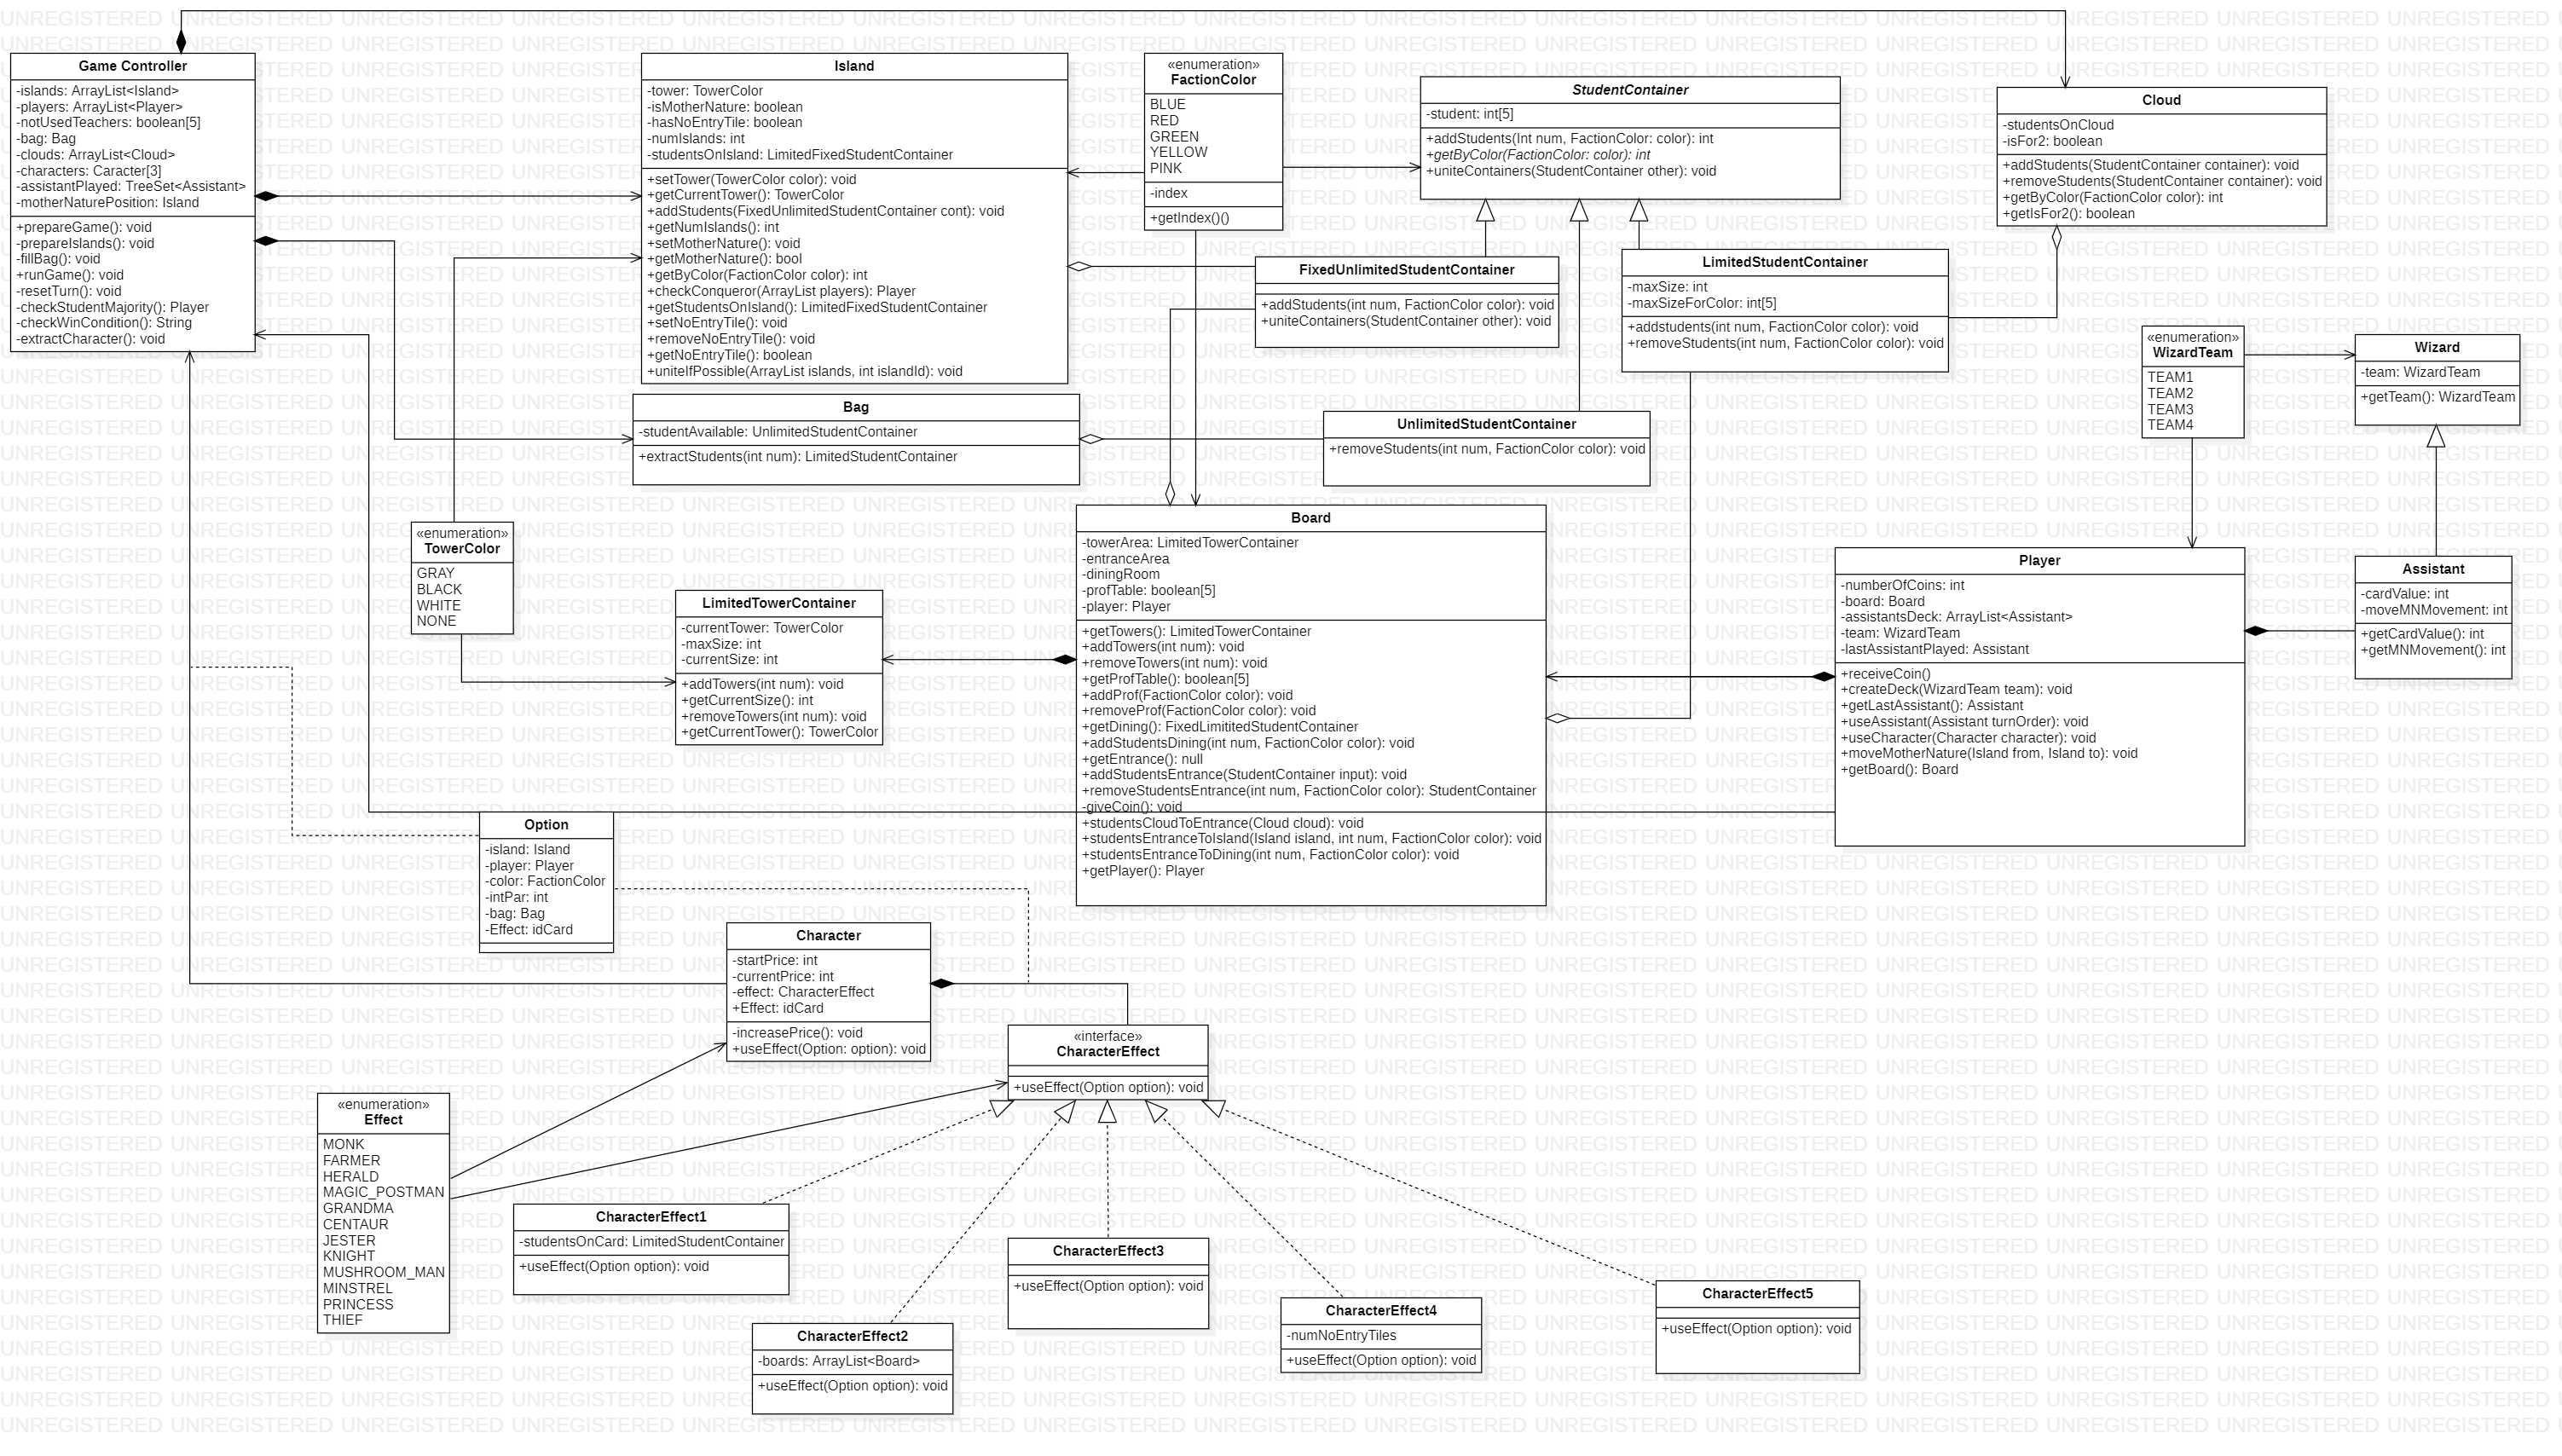 Game Controller
-islands: ArrayList<Island>
-players: ArrayList<Player>
-notUsedTeachers: boolean[5]
-bag: Bag
-clouds: ArrayList<Cloud>
-characters: Caracter[3]
-assistantPlayed: TreeSet<Assistant>
-motherNaturePosition: Island
+prepareGame(): void
-prepareIslands(): void
-fillBag(): void
+runGame(): void
-resetTurn(): void
-checkStudentMajority(): Player
-checkWinCondition(): String
-extractCharacter(): void
Island
-tower: TowerColor
-isMotherNature: boolean
-hasNoEntryTile: boolean
-numIslands: int
-studentsOnIsland: LimitedFixedStudentContainer
+setTower(TowerColor color): void
+getCurrentTower(): TowerColor
+addStudents(FixedUnlimitedStudentContainer cont): void
+getNumIslands(): int
+setMotherNature(): void
+getMotherNature(): bool
+getByColor(FactionColor color): int
+checkConqueror(ArrayList players): Player
+getStudentsOnIsland(): LimitedFixedStudentContainer
+setNoEntryTile(): void
+removeNoEntryTile(): void
+getNoEntryTile(): boolean
+uniteIfPossible(ArrayList islands, int islandId): void
«enumeration»
FactionColor
BLUE
RED
GREEN
YELLOW
PINK
-index
+getIndex()()
StudentContainer
-student: int[5]
+addStudents(Int num, FactionColor: color): int
+getByColor(FactionColor: color): int
+uniteContainers(StudentContainer other): void
Cloud
-studentsOnCloud
-isFor2: boolean
+addStudents(StudentContainer container): void
+removeStudents(StudentContainer container): void
+getByColor(FactionColor color): int
+getIsFor2(): boolean
FixedUnlimitedStudentContainer
+addStudents(int num, FactionColor color): void
+uniteContainers(StudentContainer other): void
LimitedStudentContainer
-maxSize: int
-maxSizeForColor: int[5]
+addstudents(int num, FactionColor color): void
+removeStudents(int num, FactionColor color): void
«enumeration»
WizardTeam
TEAM1
TEAM2
TEAM3
TEAM4
Wizard
-team: WizardTeam
+getTeam(): WizardTeam
Bag
-studentAvailable: UnlimitedStudentContainer
+extractStudents(int num): LimitedStudentContainer
UnlimitedStudentContainer
+removeStudents(int num, FactionColor color): void
«enumeration»
TowerColor
GRAY
BLACK
WHITE
NONE
LimitedTowerContainer
-currentTower: TowerColor
-maxSize: int
-currentSize: int
+addTowers(int num): void
+getCurrentSize(): int
+removeTowers(int num): void
+getCurrentTower(): TowerColor
Board
-towerArea: LimitedTowerContainer
-entranceArea
-diningRoom
-profTable: boolean[5]
-player: Player
+getTowers(): LimitedTowerContainer
+addTowers(int num): void
+removeTowers(int num): void
+getProfTable(): boolean[5]
+addProf(FactionColor color): void
+removeProf(FactionColor color): void
+getDining(): FixedLimititedStudentContainer
+addStudentsDining(int num, FactionColor color): void
+getEntrance(): null
+addStudentsEntrance(StudentContainer input): void
+removeStudentsEntrance(int num, FactionColor color): StudentContainer
-giveCoin(): void
+studentsCloudToEntrance(Cloud cloud): void
+studentsEntranceToIsland(Island island, int num, FactionColor color): void
+studentsEntranceToDining(int num, FactionColor color): void
+getPlayer(): Player
Player
-numberOfCoins: int
-board: Board
-assistantsDeck: ArrayList<Assistant>
-team: WizardTeam
-lastAssistantPlayed: Assistant
+receiveCoin()
+createDeck(WizardTeam team): void
+getLastAssistant(): Assistant
+useAssistant(Assistant turnOrder): void
+useCharacter(Character character): void
+moveMotherNature(Island from, Island to): void
+getBoard(): Board
Assistant
-cardValue: int
-moveMNMovement: int
+getCardValue(): int
+getMNMovement(): int
Option
-island: Island
-player: Player
-color: FactionColor
-intPar: int
-bag: Bag
-Effect: idCard
Character
-startPrice: int
-currentPrice: int
-effect: CharacterEffect
+Effect: idCard
-increasePrice(): void
+useEffect(Option: option): void
«interface»
CharacterEffect
+useEffect(Option option): void
«enumeration»
Effect
MONK
FARMER
HERALD
MAGIC_POSTMAN
GRANDMA
CENTAUR
JESTER
KNIGHT
MUSHROOM_MAN
MINSTREL
PRINCESS
THIEF
CharacterEffect1
-studentsOnCard: LimitedStudentContainer
+useEffect(Option option): void
CharacterEffect2
-boards: ArrayList<Board>
+useEffect(Option option): void
CharacterEffect3
+useEffect(Option option): void
CharacterEffect4
-numNoEntryTiles
+useEffect(Option option): void
CharacterEffect5
+useEffect(Option option): void
UNREGISTERED